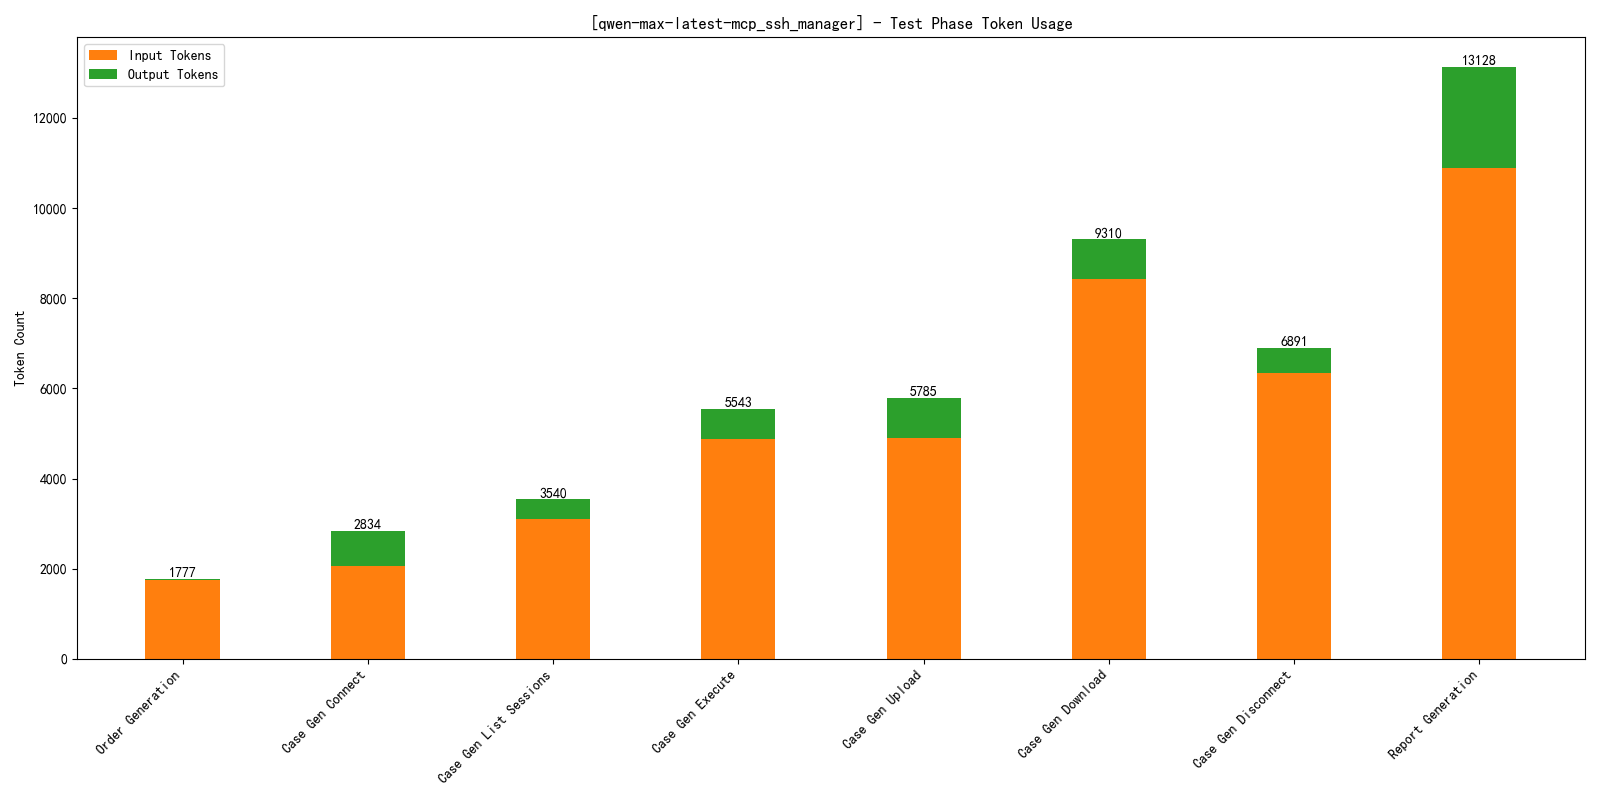 [qwen-max-latest-mcp_ssh_manager] - Test Phase Token Usage
Input Tokens
Output Tokens
Token Count
12000
10000
8000
6000
4000
2000
0
1777
2834
3540
5543
5785
9310
6891
13128
Order Generation
Case Gen Connect
Case Gen List Sessions
Case Gen Execute
Case Gen Upload
Case Gen Download
Case Gen Disconnect
Report Generation